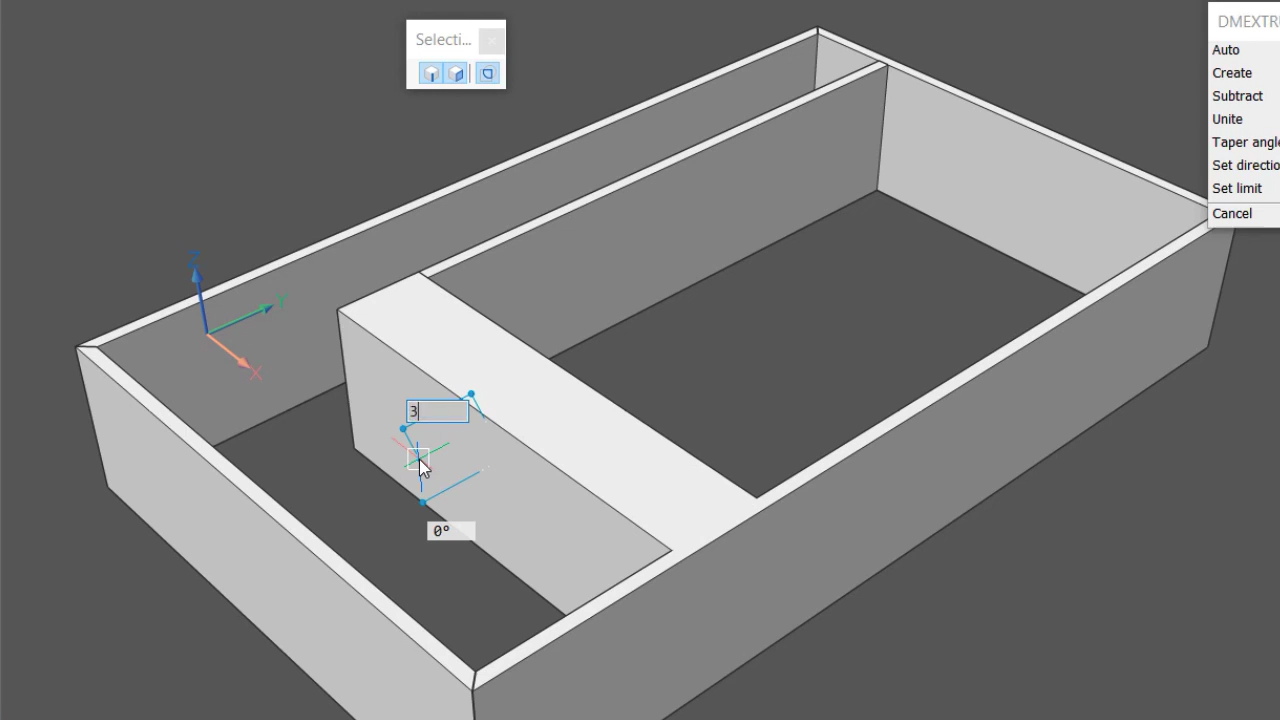 Selecti...
DMEXTRU
Auto
Create
Subtract
Unite
Taper angle
Set directio
Set limit
Cancel
Z
Y
X
3
0°